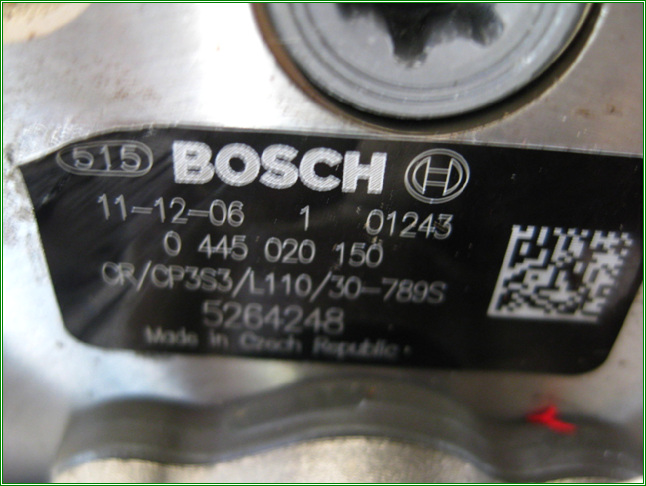 515 BOSCH
11-12-06 1 01243
0 445 020 150
CR/CP3S3/L110/30-789S
5264248
Made in Czech Republic